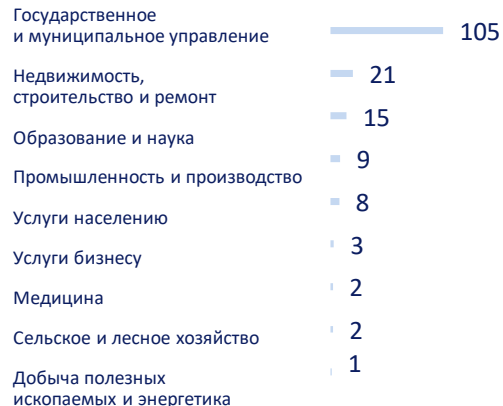 Государственное
и муниципальное управление
105
Недвижимость,
строительство и ремонт
21
Образование и наука
15
Промышленность и производство
9
Услуги населению
8
Услуги бизнесу
3
Медицина
2
Сельское и лесное хозяйство
2
Добыча полезных
ископаемых и энергетика
1